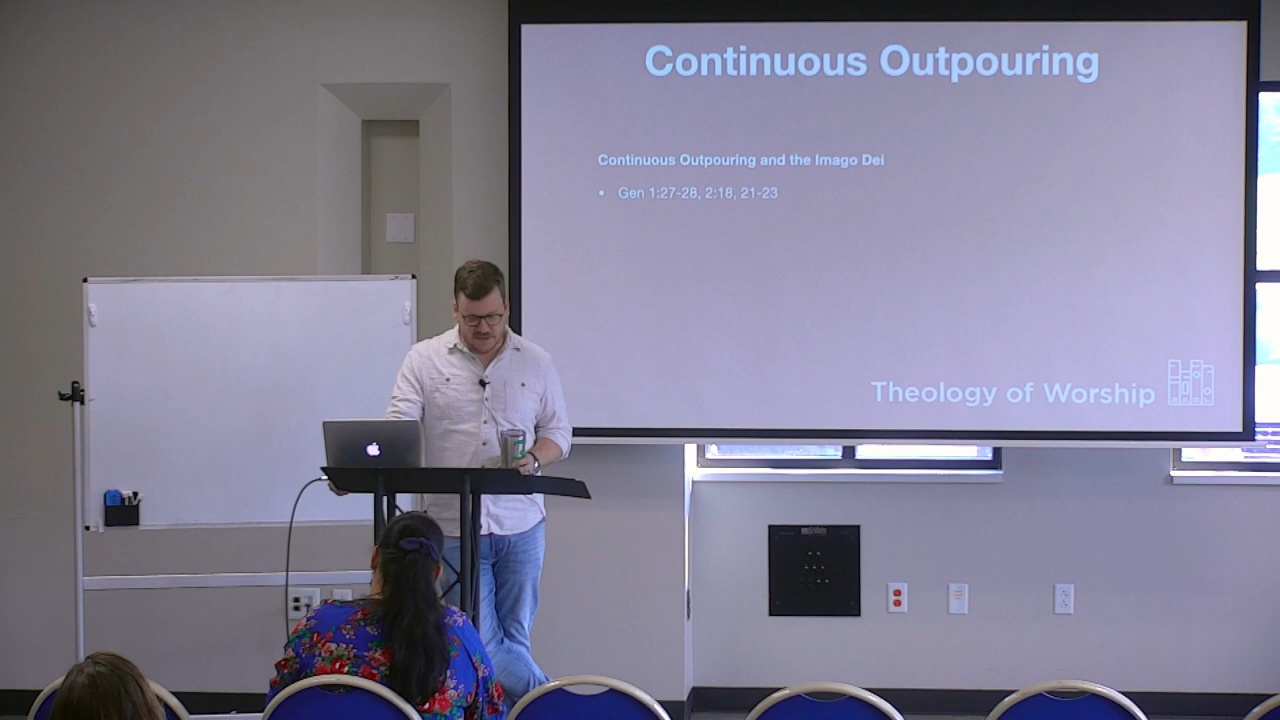 Continuous Outpouring
Continuous Outpouring and the Imago Dei
• Gen 1:27-28, 2:18, 21-23
Theology of Worship